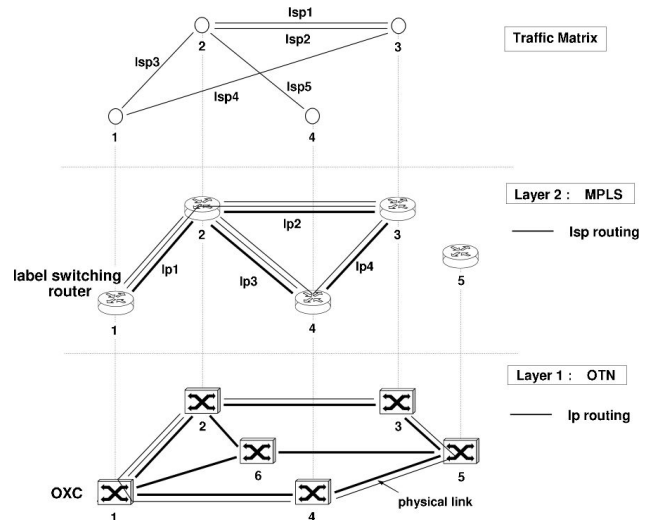 lsp1
2
lsp2
3
Traffic Matrix
lsp3
lsp4
lsp5
1
4
Layer 2 : MPLS
2
lp2
3
lsp routing
lp1
lp3
lp4
5
label switching
router
1
4
Layer 1 : OTN
2
3
lp routing
6
5
OXC
1
4
physical link